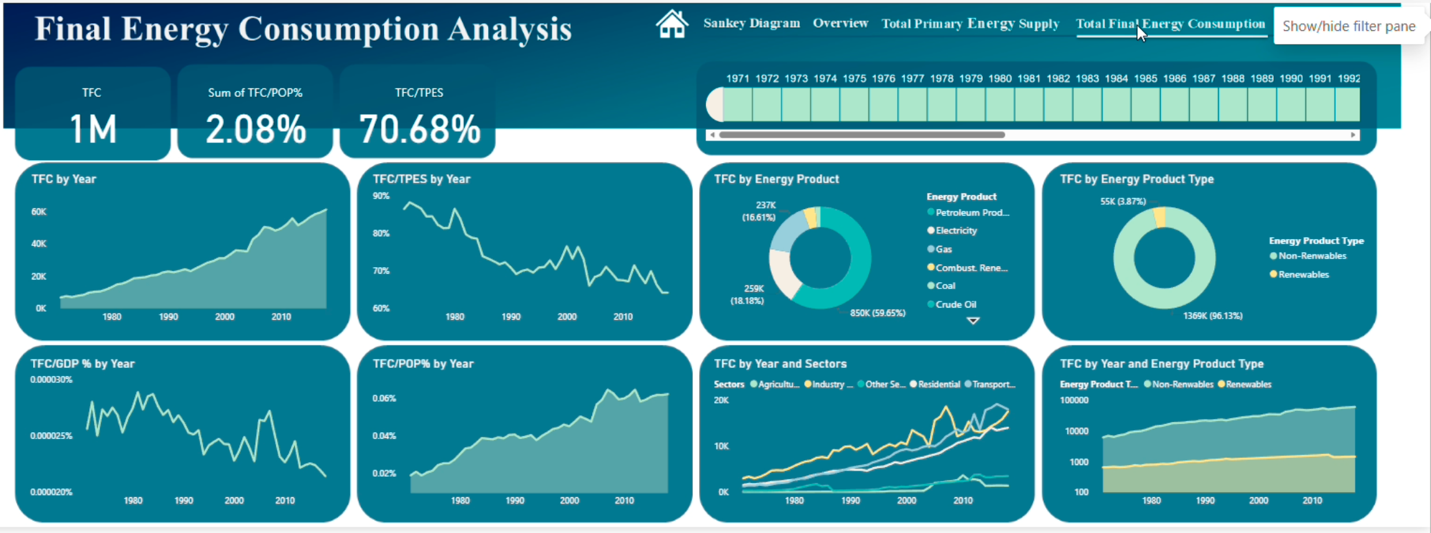 Final Energy Consumption Analysis
Sankey Diagram
Overview
Total Primary Energy Supply
Total Final Energy Consumption
Show/hide filter pane
TFC
1M
Sum of TFC/POP%
2.08%
TFC/TPES
70.68%
1971 1972 1973 1974 1975 1976 1977 1978 1979 1980 1981 1982 1983 1984 1985 1986 1987 1988 1989 1990 1991 1992
TFC by Year
60K
40K
20K
0K
1980 1990 2000 2010
TFC/TPES by Year
90%
80%
70%
60%
1980 1990 2000 2010
TFC by Energy Product
237K
(16.61%)
259K
(18.18%)
850K (59.65%)
Energy Product
Petroleum Prod...
Electricity
Gas
Combust. Rene...
Coal
Crude Oil
TFC by Energy Product Type
55K (3.87%)
1369K (96.13%)
Energy Product Type
Non-Renwables
Renewables
TFC/GDP % by Year
0.000030%
0.000025%
0.000020%
1980 1990 2000 2010
TFC/POP% by Year
0.06%
0.04%
0.02%
1980 1990 2000 2010
TFC by Year and Sectors
Sectors Agricultu... Industry ... Other Se... Residential Transport...
20K
10K
0K
1980 1990 2000 2010
TFC by Year and Energy Product Type
Energy Product T... Non-Renwables Renewables
100000
10000
1000
100
1980 1990 2000 2010